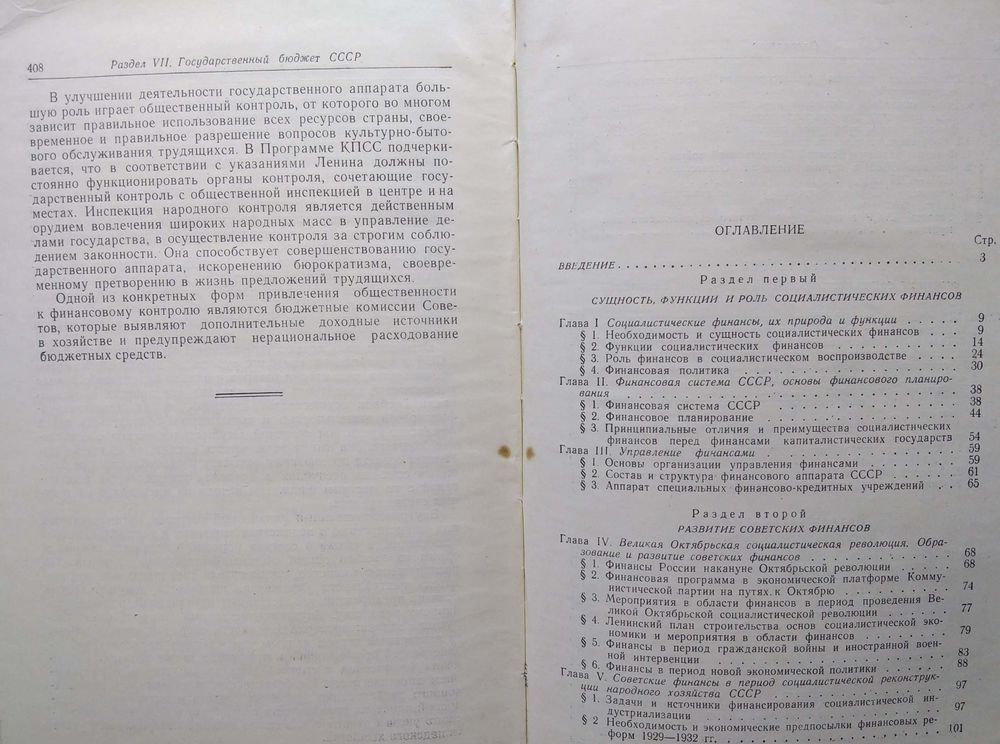 408
Раздел VII. Государственный бюджет СССР
В улучшении деятельности государственного аппарата боль-
шую роль играет общественный контроль, от которого во многом
зависит правильное использование всех ресурсов страны, свое-
временное и правильное разрешение вопросов культурно-быто-
вого обслуживания трудящихся. В Программе КПСС подчерки-
вается, что в соответствии с указаниями Ленина должны по-
стоянно функционировать органы контроля, сочетающие госу-
дарственный контроль с общественной инспекцией в центре и на
местах. Инспекция народного контроля является действенным
орудием вовлечения широких народных масс в управление де-
лами государства, в осуществление контроля за строгим соблю-
дением законности. Она способствует совершенствованию госу-
дарственного аппарата, искоренению бюрократизма, своевре-
менному претворению в жизнь предложений трудящихся.
Одной из конкретных форм привлечения общественности
к финансовому контролю являются бюджетные комиссии Сове-
тов, которые выявляют дополнительные доходные источники
в хозяйстве и предупреждают нерациональное расходование
бюджетных средств.
ОГЛАВЛЕНИЕ
Стр.
ВВЕДЕНИЕ . . . . . . . . . . . . . . . . . . . . 3
Раздел первый
СУЩНОСТЬ, ФУНКЦИИ И РОЛЬ СОЦИАЛИСТИЧЕСКИХ ФИНАНСОВ
Глава I Социалистические финансы, их природа и функции . . . . . 9
§ 1. Необходимость и сущность социалистических финансов . . . 9
§ 2. Функции социалистических финансов . . . . . . . . . 14
§ 3. Роль финансов в социалистическом воспроизводстве . . . . 24
§ 4. Финансовая политика . . . . . . . . . . . . . . 30
Глава II. Финансовая система СССР, основы финансового планиро-
вания . . . . . . . . . . . . . . . . . . . . 38
§ 1. Финансовая система СССР . . . . . . . . . . . . 38
§ 2. Финансовое планирование . . . . . . . . . . . . 44
§ 3. Принципиальные отличия и преимущества социалистических
финансов перед финансами капиталистических государств 54
Глава III. Управление финансами . . . . . . . . . . . . . 59
§ 1. Основы организации управления финансами . . . . . . . 59
§ 2. Состав и структура финансового аппарата СССР . . . . . 61
§ 3. Аппарат специальных финансово-кредитных учреждений . . 65
Раздел второй
РАЗВИТИЕ СОВЕТСКИХ ФИНАНСОВ
Глава IV. Великая Октябрьская социалистическая революция. Обра-
зование и развитие советских финансов . . . . . . . . . . 68
§ 1. Финансы России накануне Октябрьской революции . . . . 68
§ 2. Финансовая программа в экономической платформе Комму-
нистической партии на путях к Октябрю . . . . . . . . 74
§ 3. Мероприятия в области финансов в период проведения Ве-
ликой Октябрьской социалистической революции . . . . . . 77
§ 4. Ленинский план строительства основ социалистической эко-
номики и мероприятия в области финансов . . . . . . . 79
§ 5. Финансы в период гражданской войны и иностранной воен-
ной интервенции . . . . . . . . . . . . . . . . 83
§ 6. Финансы в период новой экономической политики . . . . . 88
Глава V. Советские финансы в период социалистической реконструк-
ции народного хозяйства СССР . . . . . . . . . . . . . 97
§ 1. Задачи и источники финансирования социалистической ин-
дустриализации . . . . . . . . . . . . . . . . 97
§ 2 Необходимость и экономические предпосылки финансовых ре-
форм 1929—1932 гг. . . . . . . . . . . . . . . . 101